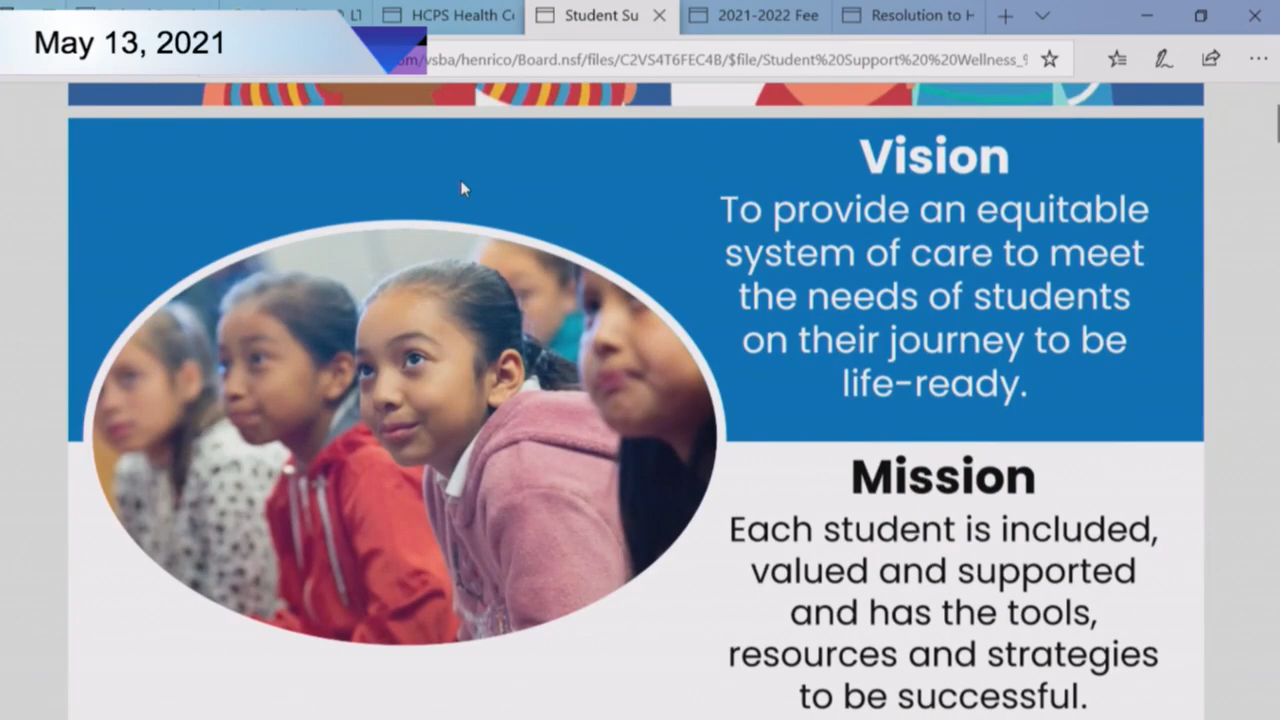 HCPS Health C
Student Su
2021-2022 Fee
Resolution to H
May 13, 2021
om/vsba/henrico/Board.nsf/files/C2VS4T6FEC4B/$file/Student%20Support%20%20Wellness_%
Vision
To provide an equitable
system of care to meet
the needs of students
on their journey to be
life-ready.
Mission
Each student is included,
valued and supported
and has the tools,
resources and strategies
to be successful.